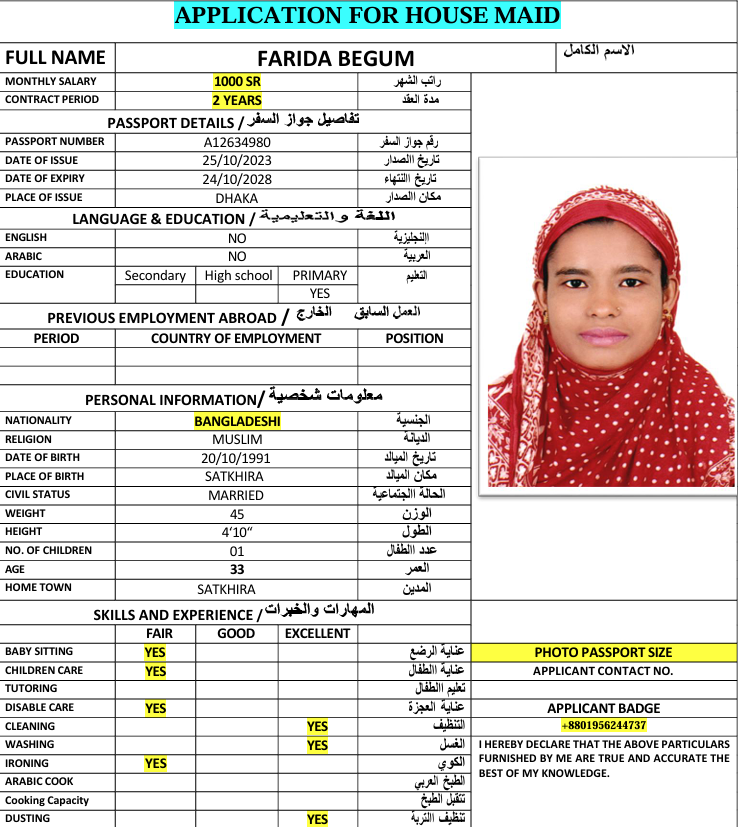 APPLICATION FOR HOUSE MAID
FULL NAME FARIDA BEGUM الاسم الكامل
MONTHLY SALARY 1000 SR راتب الشهر
CONTRACT PERIOD 2 YEARS مدة العقد
PASSPORT DETAILS / تفاصيل جواز السفر
PASSPORT NUMBER A12634980 رقم جواز السفر
DATE OF ISSUE 25/10/2023 تاريخ االصدار
DATE OF EXPIRY 24/10/2028 تاريخ االنتهاء
PLACE OF ISSUE DHAKA مكان االصدار
LANGUAGE & EDUCATION / اللغة والتعليمية
ENGLISH NO االنجليزية
ARABIC NO العربية
EDUCATION Secondary High school PRIMARY التعليم
YES
PREVIOUS EMPLOYMENT ABROAD / العمل السابق الخارج
PERIOD COUNTRY OF EMPLOYMENT POSITION
PERSONAL INFORMATION/ معلومات شخصية
NATIONALITY BANGLADESHI الجنسية
RELIGION MUSLIM الديانة
DATE OF BIRTH 20/10/1991 تاريخ الميالد
PLACE OF BIRTH SATKHIRA مكان الميالد
CIVIL STATUS MARRIED الحالة االجتماعية
WEIGHT 45 الوزن
HEIGHT 4'10" الطول
NO. OF CHILDREN 01 عدد االطفال
AGE 33 العمر
HOME TOWN SATKHIRA المدين
SKILLS AND EXPERIENCE / المهارات والخبرات
FAIR GOOD EXCELLENT
BABY SITTING YES عناية الرضع PHOTO PASSPORT SIZE
CHILDREN CARE YES عناية االطفال APPLICANT CONTACT NO.
TUTORING تعليم االطفال
DISABLE CARE YES عناية العجزة APPLICANT BADGE
CLEANING YES التنظيف +8801956244737
WASHING YES الغسل I HEREBY DECLARE THAT THE ABOVE PARTICULARS
IRONING YES الكوي FURNISHED BY ME ARE TRUE AND ACCURATE THE
ARABIC COOK الطبخ العربي BEST OF MY KNOWLEDGE.
Cooking Capacity تتقبل الطبخ
DUSTING YES تنظيف االتربة